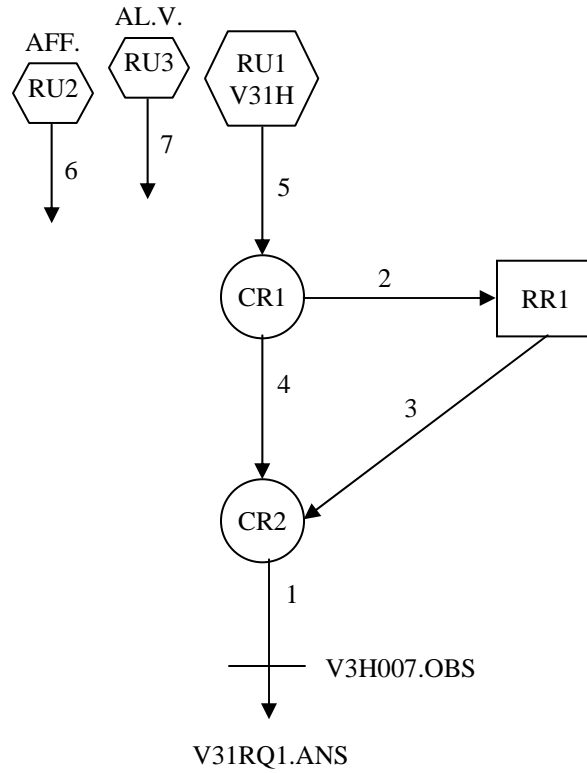 AFF.
AL.V.
RU2
RU3
RU1
V31H
6
7
5
CR1
2
RR1
4
3
CR2
1
V3H007.OBS
V31RQ1.ANS